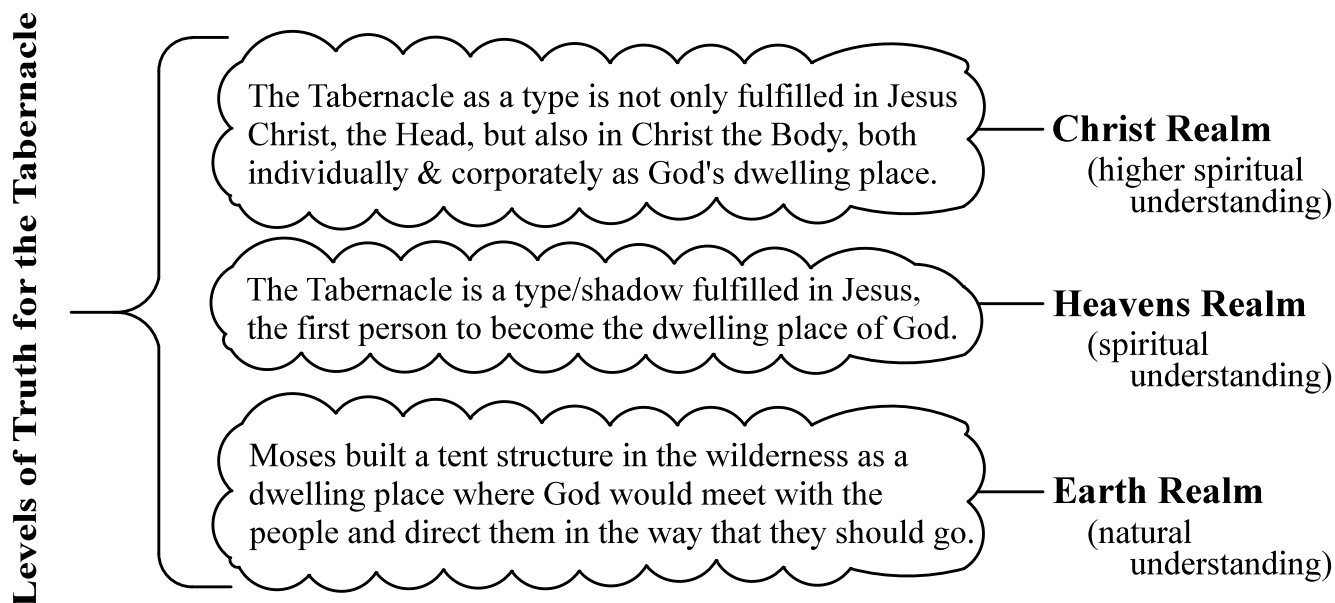 Levels of Truth for the Tabernacle
The Tabernacle as a type is not only fulfilled in Jesus
Christ, the Head, but also in Christ the Body, both
individually & corporately as God's dwelling place.
Christ Realm
(higher spiritual
understanding)
The Tabernacle is a type/shadow fulfilled in Jesus,
the first person to become the dwelling place of God.
Heavens Realm
(spiritual
understanding)
Moses built a tent structure in the wilderness as a
dwelling place where God would meet with the
people and direct them in the way that they should go.
Earth Realm
(natural
understanding)